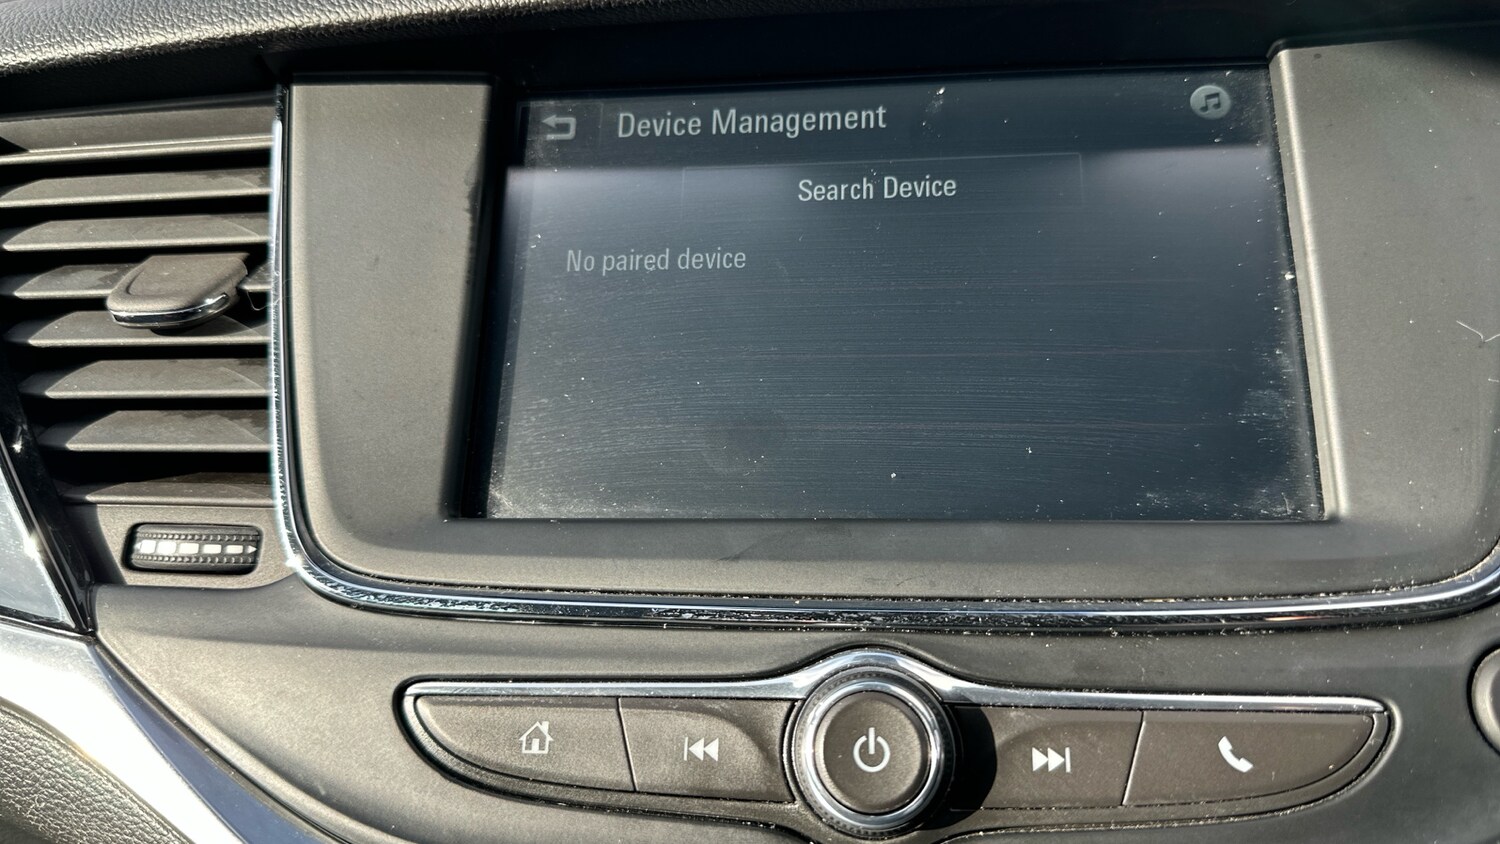 Device Management
Search Device
No paired device